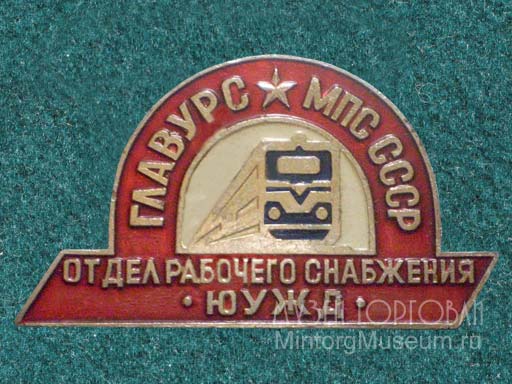 ГЛАВУРС ★ МПС СССР
ОТДЕЛ РАБОЧЕГО СНАБЖЕНИЯ
· ЮУЖД ·
МУЗЕЙ ТОРГОВЛИ
MintorgMuseum.ru